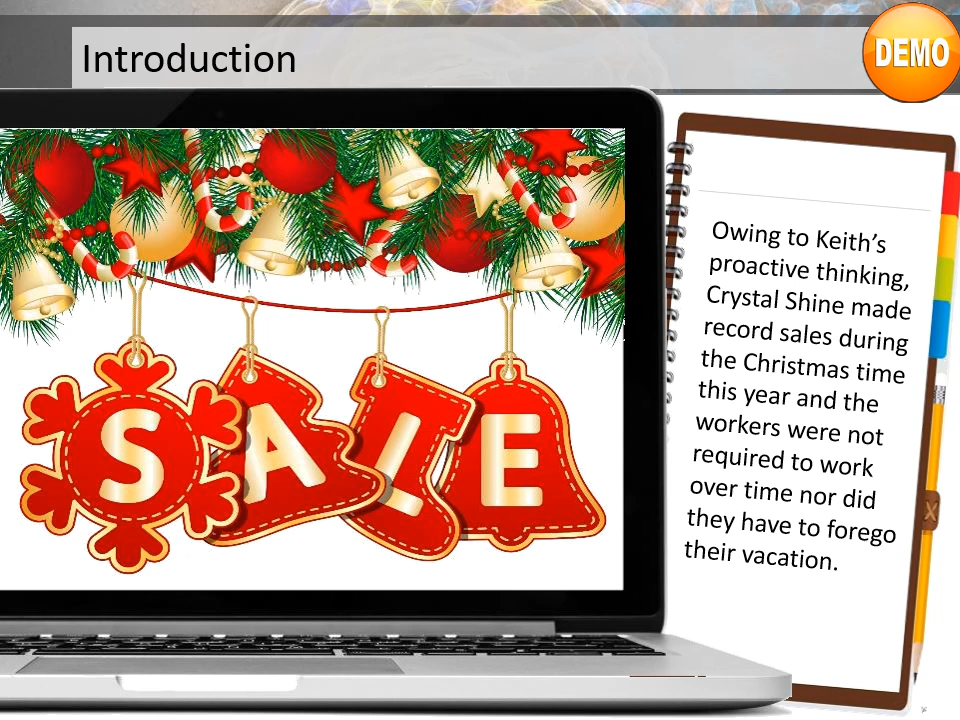 Introduction
DEMO
Owing to Keith’s
proactive thinking,
Crystal Shine made
record sales during
the Christmas time
this year and the
workers were not
required to work
over time nor did
they have to forego
their vacation.
SALE